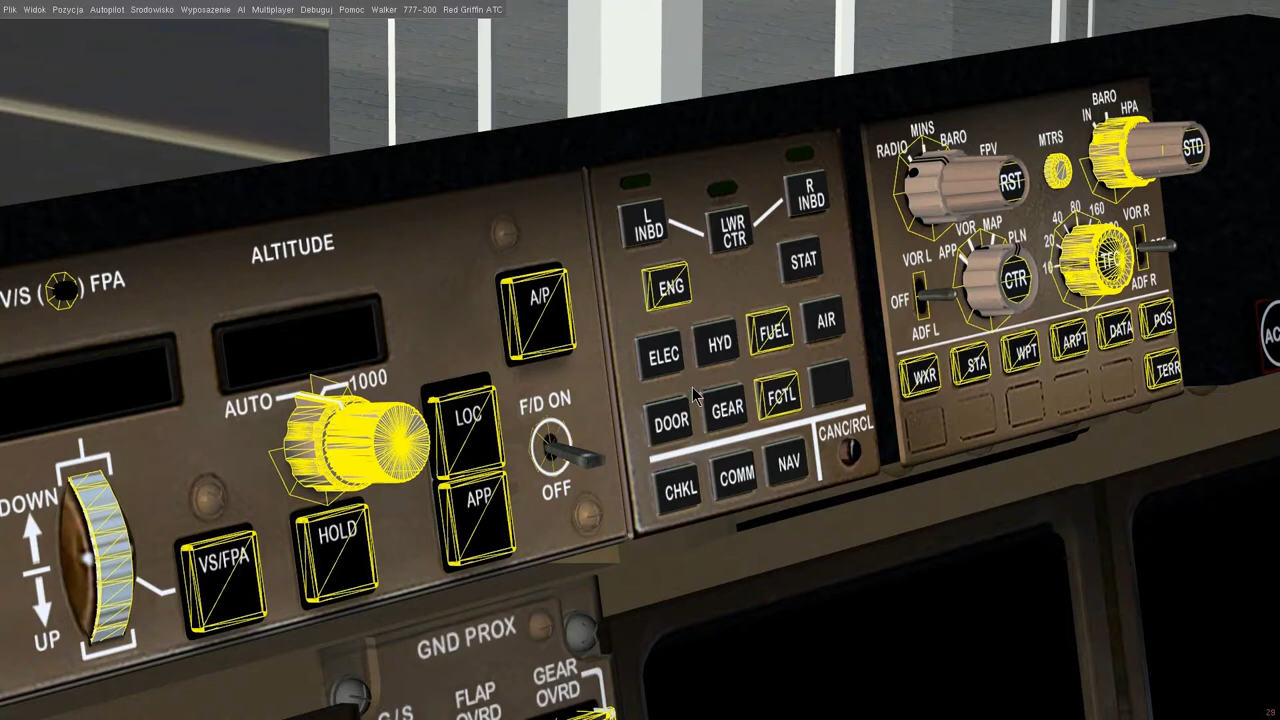 Plik Widok Pozycja Autopilot Srodowisko Wyposazenie AI Multiplayer Debuguj Pomoc Walker 777-300 Red Griffin ATC
V/S ( ) FPA
ALTITUDE
AUTO
1000
DOWN
UP
VS/FPA
HOLD
LOC
APP
A/P
F/D ON
OFF
L
INBD
LWR
CTR
R
INBD
ENG
STAT
ELEC
HYD
FUEL
AIR
DOOR
GEAR
FCTL
CHKL
COMM
NAV
CANC/RCL
RADIO
MINS
BARO
RST
FPV
MTRS
IN
BARO
HPA
STD
VOR L
OFF
ADF L
APP
VOR
MAP
PLN
CTR
10
20
40
80
160
VOR R
ADF R
WXR
STA
WPT
ARPT
DATA
POS
TERR
GND PROX
G/S
FLAP
OVRD
GEAR
OVRD
29